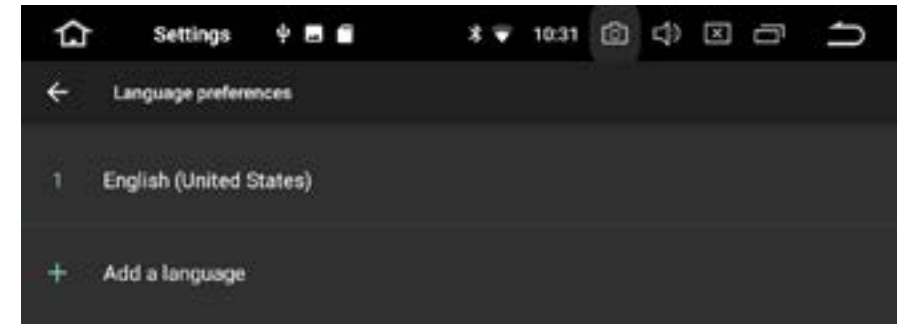 Settings 10:31
Language preferences
1 English (United States)
+ Add a language